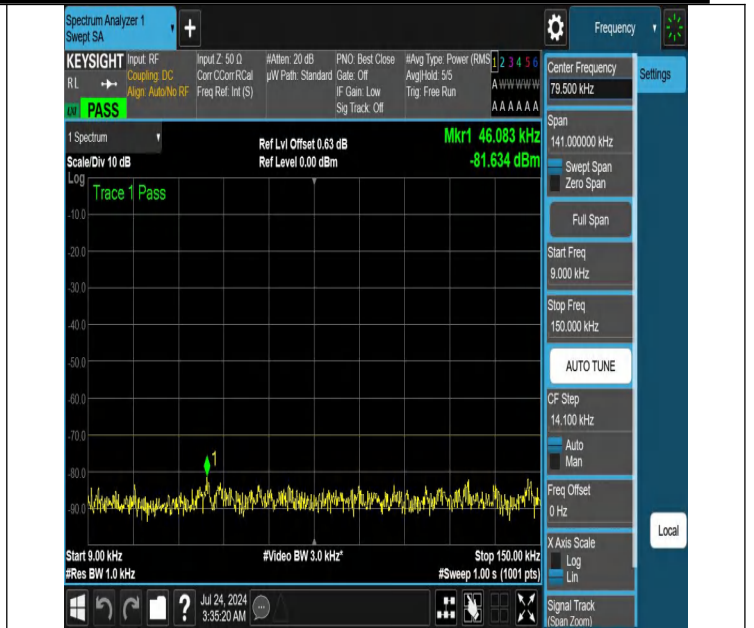 Spectrum Analyzer 1
Swept SA
+
Frequency
KEYSIGHT
RL
PASS
Input: RF
Coupling: DC
Align: Auto/No RF
Input Z: 50 Ω
Corr CCorr RCal
Freq Ref: Int (S)
#Atten: 20 dB
µW Path: Standard
PNO: Best Close
Gate: Off
IF Gain: Low
Sig Track: Off
#Avg Type: Power (RMS
Avg|Hold: 5/5
Trig: Free Run
1 2 3 4 5 6
A W W W W W
A A A A A A
1 Spectrum
Scale/Div 10 dB
Ref Lvl Offset 0.63 dB
Ref Level 0.00 dBm
Mkr1 46.083 kHz
-81.634 dBm
Log
Trace 1 Pass
-10.0
-20.0
-30.0
-40.0
-50.0
-60.0
-70.0
-80.0
-90.0
1
Start 9.00 kHz
#Res BW 1.0 kHz
#Video BW 3.0 kHz*
Stop 150.00 kHz
#Sweep 1.00 s (1001 pts)
?
Jul 24, 2024
3:35:20 AM
Center Frequency
79.500 kHz
Settings
Span
141.000000 kHz
Swept Span
Zero Span
Full Span
Start Freq
9.000 kHz
Stop Freq
150.000 kHz
AUTO TUNE
CF Step
14.100 kHz
Auto
Man
Freq Offset
0 Hz
X Axis Scale
Log
Lin
Local
Signal Track
(Span Zoom)